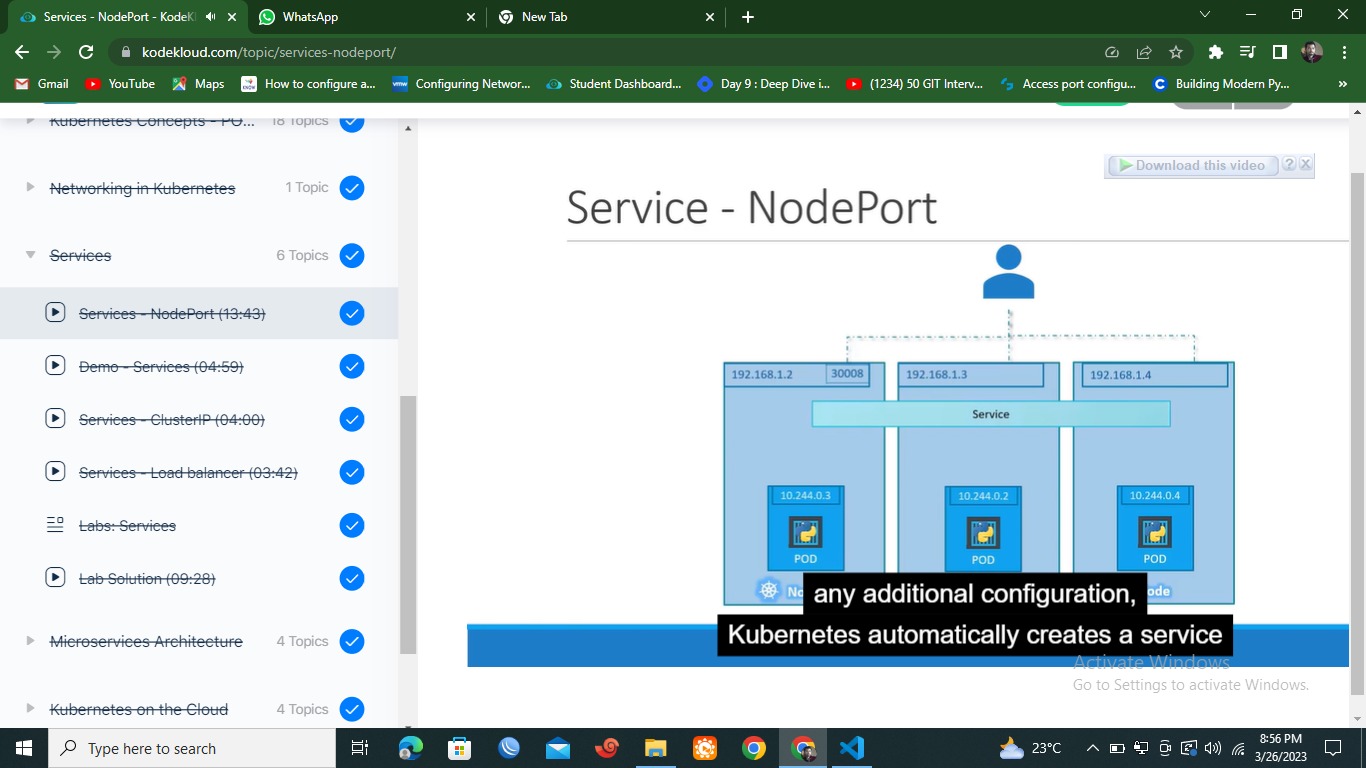 Services - NodePort - KodeKl
WhatsApp
New Tab
kodekloud.com/topic/services-nodeport/
Gmail
YouTube
Maps
How to configure a...
Configuring Networ...
Student Dashboard...
Day 9 : Deep Dive i...
(1234) 50 GIT Interv...
Access port configu...
Building Modern Py...
»
Kubernetes Concepts - PO... 18 Topics
Networking in Kubernetes 1 Topic
Services 6 Topics
Services - NodePort (13:43)
Demo - Services (04:59)
Services - ClusterIP (04:00)
Services - Load balancer (03:42)
Labs: Services
Lab Solution (09:28)
Microservices Architecture 4 Topics
Kubernetes on the Cloud 4 Topics
Download this video ? X
Service - NodePort
192.168.1.2 30008 192.168.1.3 192.168.1.4
Service
10.244.0.3 10.244.0.2 10.244.0.4
POD POD POD
any additional configuration,
Kubernetes automatically creates a service
Activate Windows
Go to Settings to activate Windows.
Type here to search
23°C
8:56 PM
3/26/2023